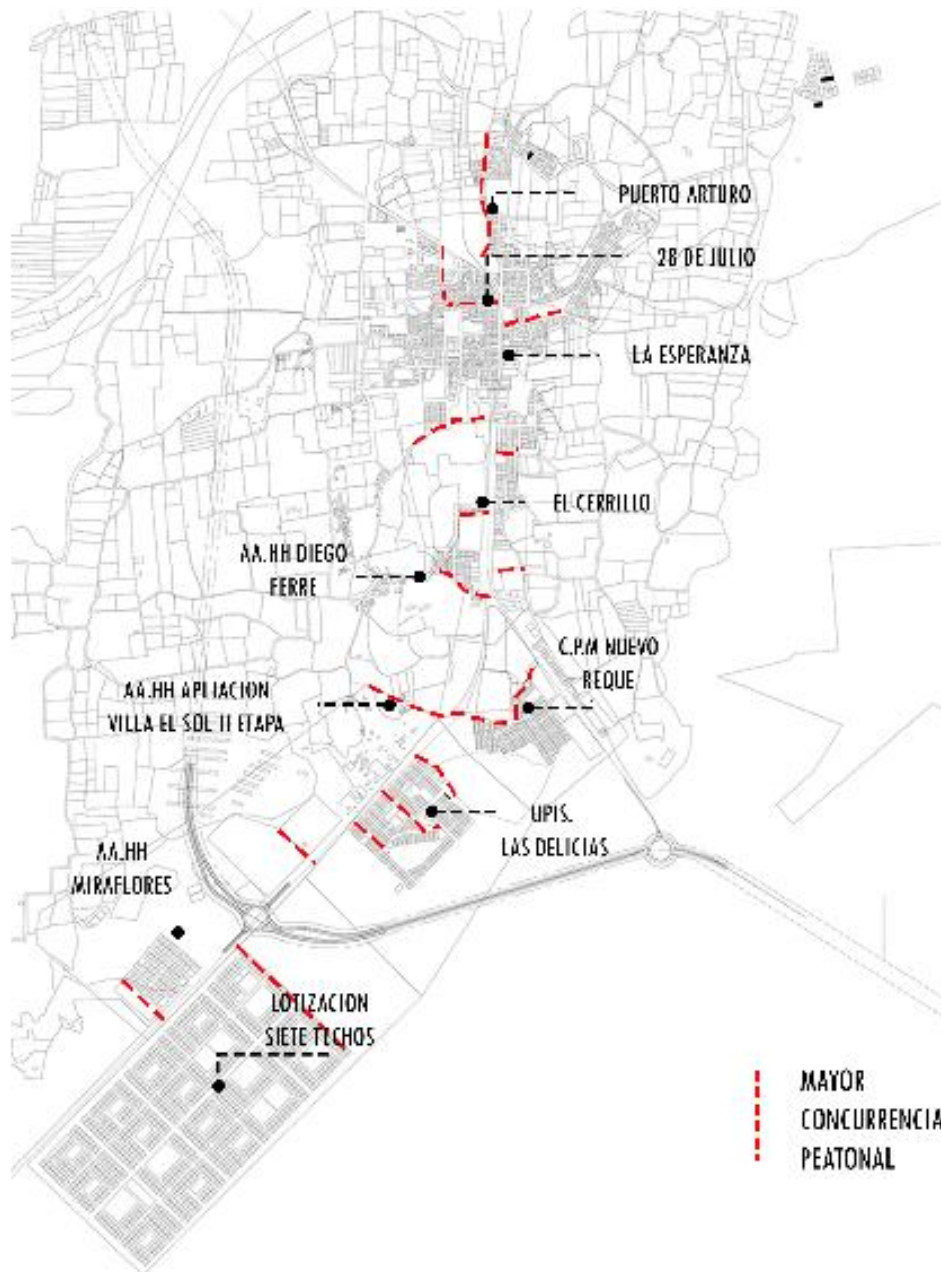 PUERTO ARTURO
28 DE JULIO
LA ESPERANZA
EL CERRILLO
AA.HH DIEGO
FERRE
C.P.M NUEVO
REQUE
AA.HH APLIACION
VILLA EL SOL II ETAPA
UPIS.
LAS DELICIAS
AA.HH
MIRAFLORES
LOTIZACION
SIETE TECHOS
MAYOR
CONCURRENCIA
PEATONAL